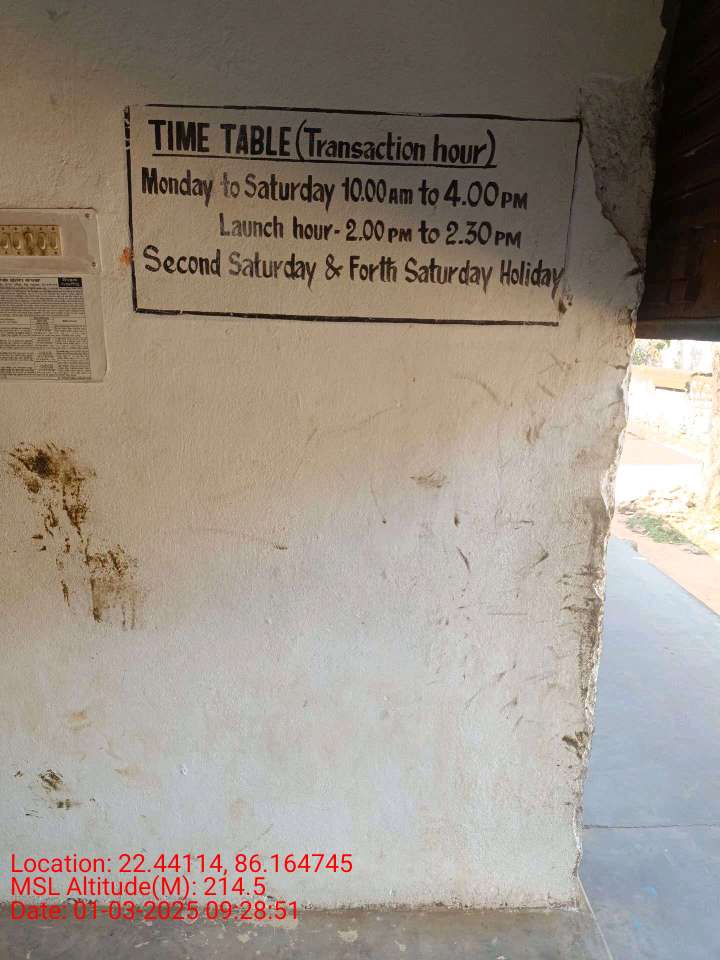 TIME TABLE (Transaction hour)
Monday to Saturday 10.00 AM to 4.00 PM
Launch hour - 2.00 PM to 2.30 PM
Second Saturday & Forth Saturday Holiday
Location: 22.44114, 86.164745
MSL Altitude(M): 214.5
Date: 01-03-2025 09:28:51